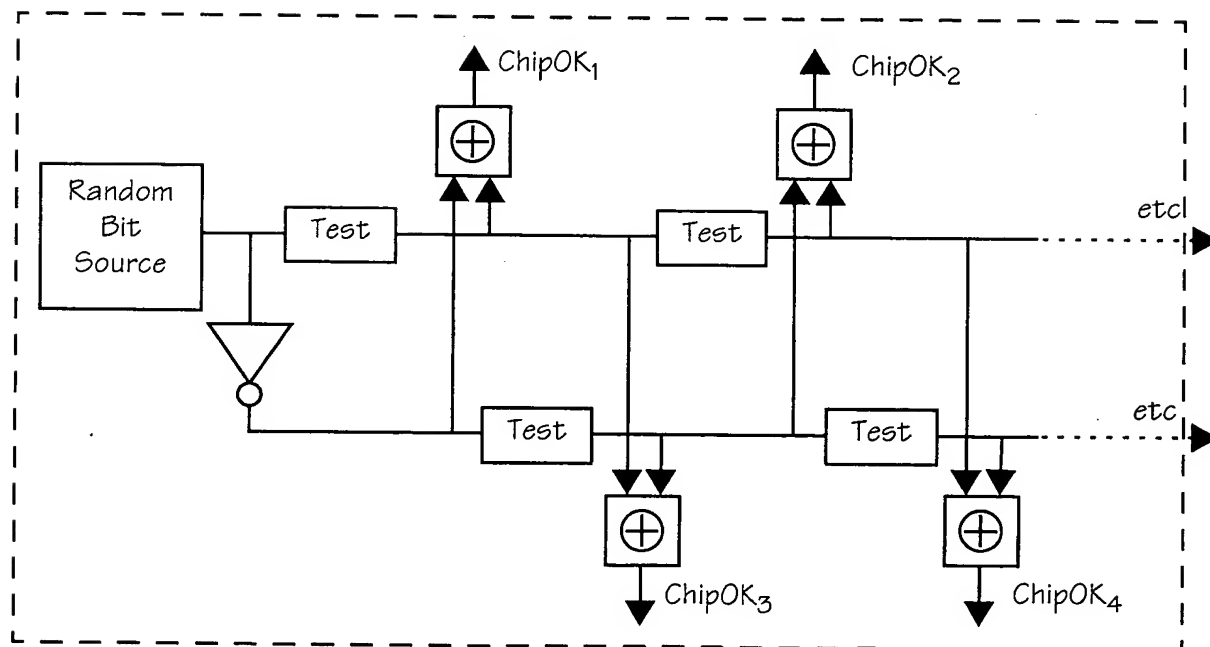 ChipOK1
ChipOK2
Random
Bit
Source
Test
Test
etc
Test
Test
etc
ChipOK3
ChipOK4